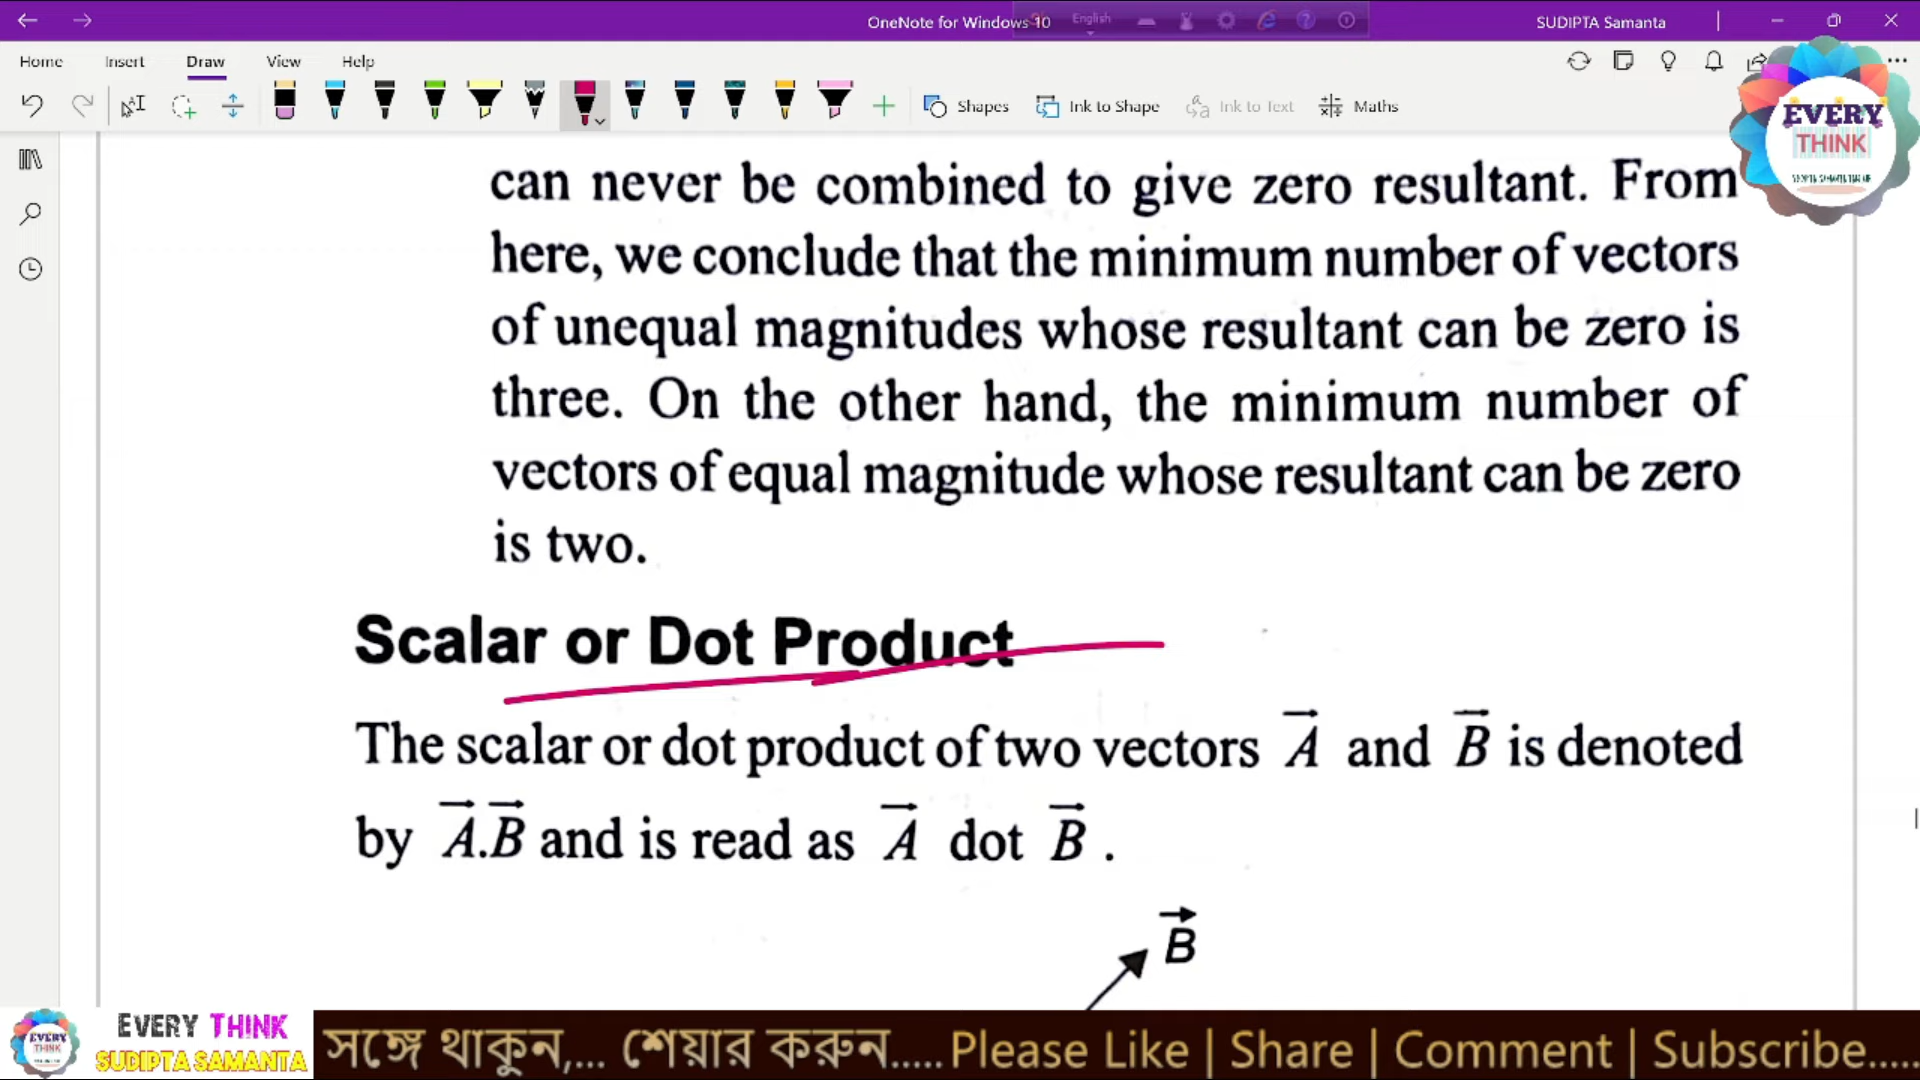 OneNote for Windows 10
English
SUDIPTA Samanta
Home Insert Draw View Help
Shapes Ink to Shape Ink to Text Maths
EVERY
THINK
can never be combined to give zero resultant. From
here, we conclude that the minimum number of vectors
of unequal magnitudes whose resultant can be zero is
three. On the other hand, the minimum number of
vectors of equal magnitude whose resultant can be zero
is two.
Scalar or Dot Product
The scalar or dot product of two vectors A⃗ and B⃗ is denoted
by A⃗.B⃗ and is read as A⃗ dot B⃗ .
B⃗
EVERY THINK
SUDIPTA SAMANTA
সঙ্গে থাকুন,... শেয়ার করুন..... Please Like | Share | Comment | Subscribe.....